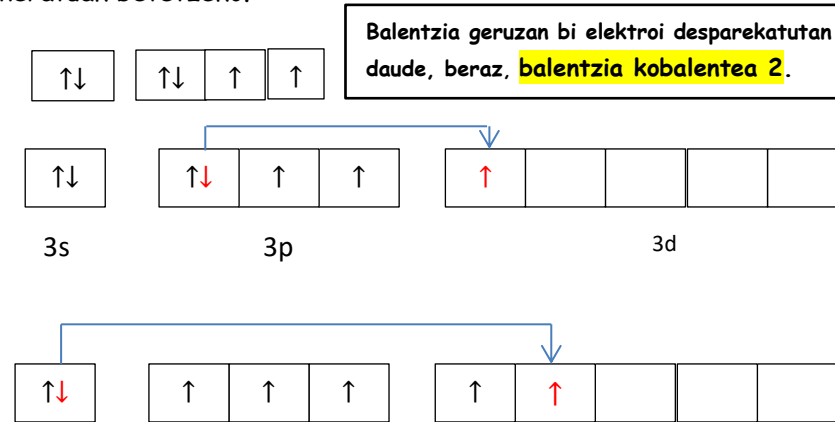 Balentzia geruzan bi elektroi desparekatutan
daude, beraz, balentzia kobalentea 2.
↑↓ ↑↓ ↑ ↑
↑↓ ↑↓ ↑ ↑ ↑
3s 3p 3d
↑↓ ↑ ↑ ↑ ↑ ↑